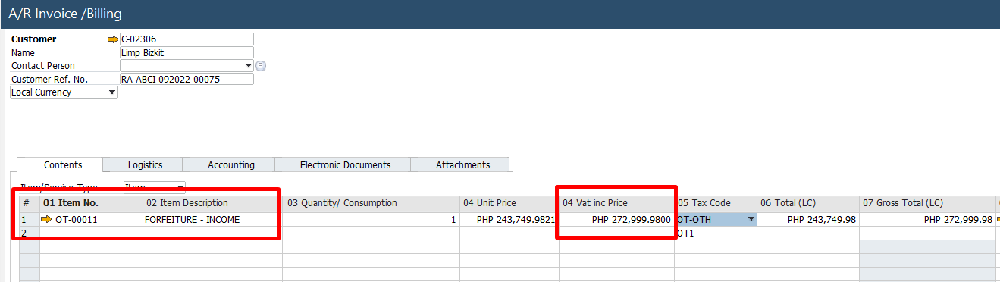 A/R Invoice /Billing
Customer C-02306
Name Limp Bizkit
Contact Person
Customer Ref. No. RA-ABCI-092022-00075
Local Currency
Contents Logistics Accounting Electronic Documents Attachments
Item/Service Type Item
# 01 Item No. 02 Item Description 03 Quantity/ Consumption 04 Unit Price 04 Vat inc Price 05 Tax Code 06 Total (LC) 07 Gross Total (LC)
1 OT-00011 FORFEITURE - INCOME 1 PHP 243,749.9821 PHP 272,999.9800 OT-OTH PHP 243,749.98 PHP 272,999.98
2 OT1